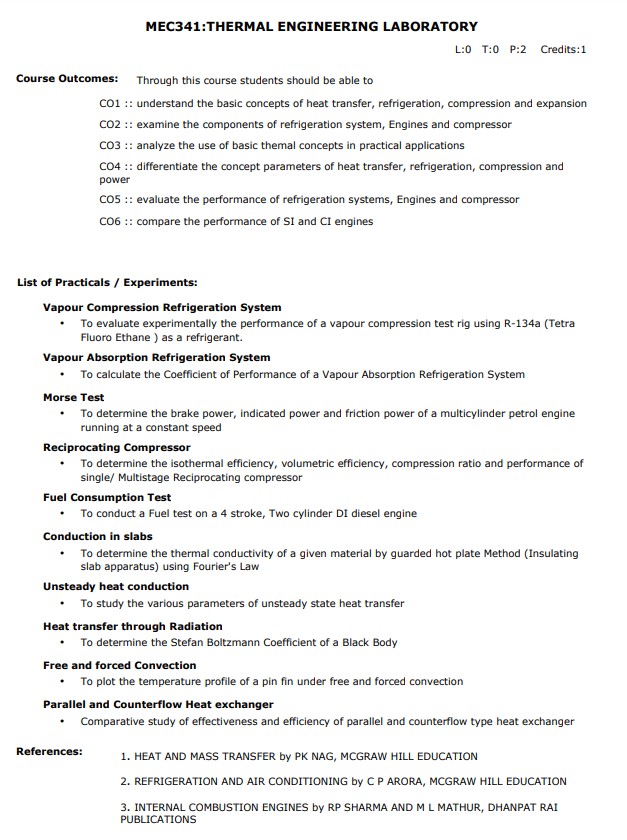 MEC341:THERMAL ENGINEERING LABORATORY
L:0 T:0 P:2 Credits:1
Course Outcomes: Through this course students should be able to
CO1 :: understand the basic concepts of heat transfer, refrigeration, compression and expansion
CO2 :: examine the components of refrigeration system, Engines and compressor
CO3 :: analyze the use of basic themal concepts in practical applications
CO4 :: differentiate the concept parameters of heat transfer, refrigeration, compression and
power
CO5 :: evaluate the performance of refrigeration systems, Engines and compressor
CO6 :: compare the performance of SI and CI engines
List of Practicals / Experiments:
Vapour Compression Refrigeration System
• To evaluate experimentally the performance of a vapour compression test rig using R-134a (Tetra
Fluoro Ethane ) as a refrigerant.
Vapour Absorption Refrigeration System
• To calculate the Coefficient of Performance of a Vapour Absorption Refrigeration System
Morse Test
• To determine the brake power, indicated power and friction power of a multicylinder petrol engine
running at a constant speed
Reciprocating Compressor
• To determine the isothermal efficiency, volumetric efficiency, compression ratio and performance of
single/ Multistage Reciprocating compressor
Fuel Consumption Test
• To conduct a Fuel test on a 4 stroke, Two cylinder DI diesel engine
Conduction in slabs
• To determine the thermal conductivity of a given material by guarded hot plate Method (Insulating
slab apparatus) using Fourier's Law
Unsteady heat conduction
• To study the various parameters of unsteady state heat transfer
Heat transfer through Radiation
• To determine the Stefan Boltzmann Coefficient of a Black Body
Free and forced Convection
• To plot the temperature profile of a pin fin under free and forced convection
Parallel and Counterflow Heat exchanger
• Comparative study of effectiveness and efficiency of parallel and counterflow type heat exchanger
References: 1. HEAT AND MASS TRANSFER by PK NAG, MCGRAW HILL EDUCATION
2. REFRIGERATION AND AIR CONDITIONING by C P ARORA, MCGRAW HILL EDUCATION
3. INTERNAL COMBUSTION ENGINES by RP SHARMA AND M L MATHUR, DHANPAT RAI
PUBLICATIONS